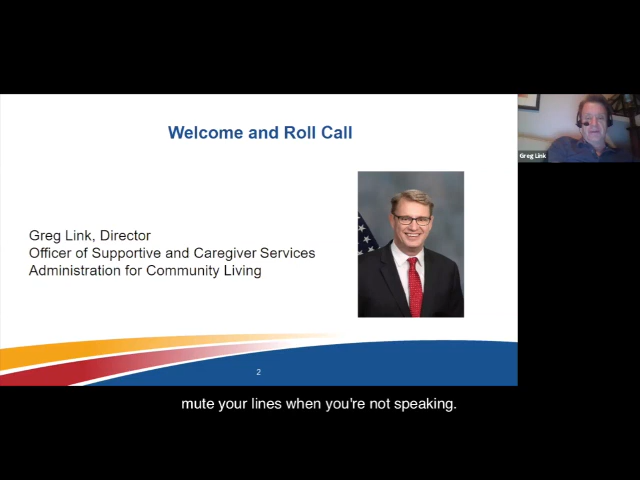 Welcome and Roll Call
Greg Link
Greg Link, Director
Officer of Supportive and Caregiver Services
Administration for Community Living
2
mute your lines when you're not speaking.